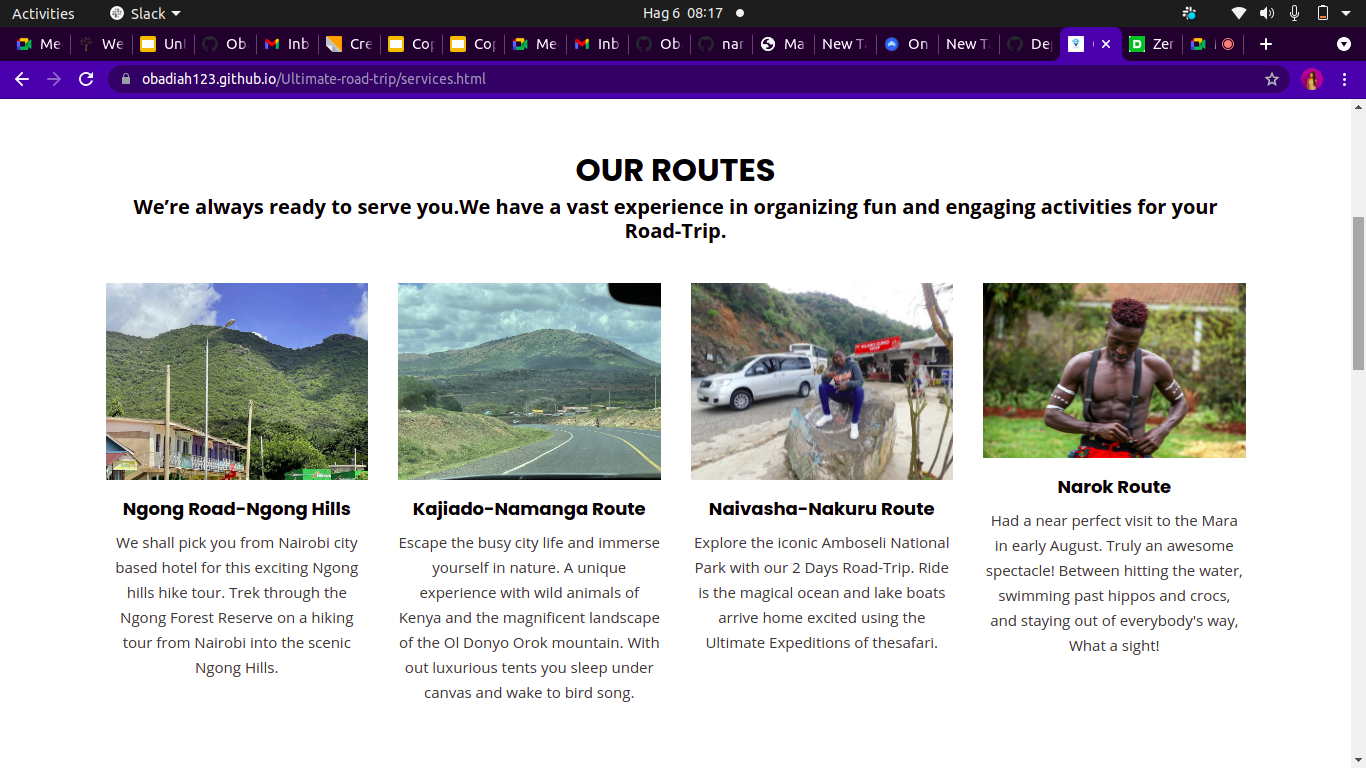 Activities
Slack
Hag 6 08:17
Me
We
Unt
Ob
Inb
Cre
Cop
Cop
Me
Inb
Ob
nar
Ma
New T
On
New T
De
Zer
obadiah123.github.io/Ultimate-road-trip/services.html
OUR ROUTES
We’re always ready to serve you.We have a vast experience in organizing fun and engaging activities for your
Road-Trip.
Ngong Road-Ngong Hills
We shall pick you from Nairobi city
based hotel for this exciting Ngong
hills hike tour. Trek through the
Ngong Forest Reserve on a hiking
tour from Nairobi into the scenic
Ngong Hills.
Kajiado-Namanga Route
Escape the busy city life and immerse
yourself in nature. A unique
experience with wild animals of
Kenya and the magnificent landscape
of the Ol Donyo Orok mountain. With
out luxurious tents you sleep under
canvas and wake to bird song.
Naivasha-Nakuru Route
Explore the iconic Amboseli National
Park with our 2 Days Road-Trip. Ride
is the magical ocean and lake boats
arrive home excited using the
Ultimate Expeditions of thesafari.
Narok Route
Had a near perfect visit to the Mara
in early August. Truly an awesome
spectacle! Between hitting the water,
swimming past hippos and crocs,
and staying out of everybody's way,
What a sight!